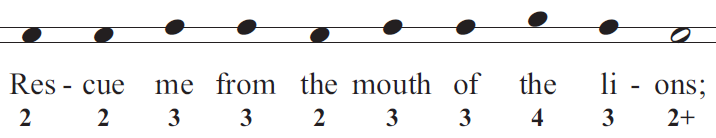 Res - cue me from the mouth of the li - ons;
2 2 3 3 2 3 3 4 3 2+